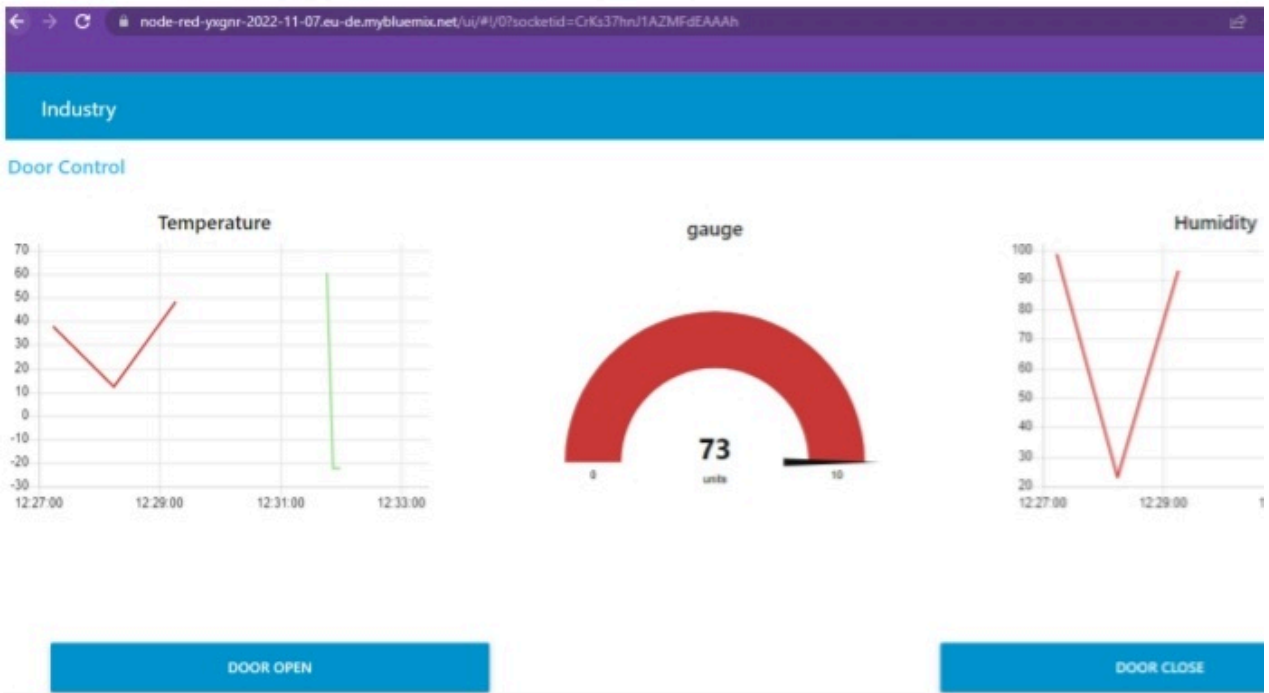 node-red-yxgnr-2022-11-07.eu-de.mybluemix.net/ui/#!/0?socketid=CrKs37hnJ1AZMFdEAAAh
Industry
Door Control
Temperature
70
60
50
40
30
20
10
0
-10
-20
-30
12:27:00 12:29:00 12:31:00 12:33:00
gauge
73
units
0 10
Humidity
100
90
80
70
60
50
40
30
20
12:27:00 12:29:00
DOOR OPEN
DOOR CLOSE